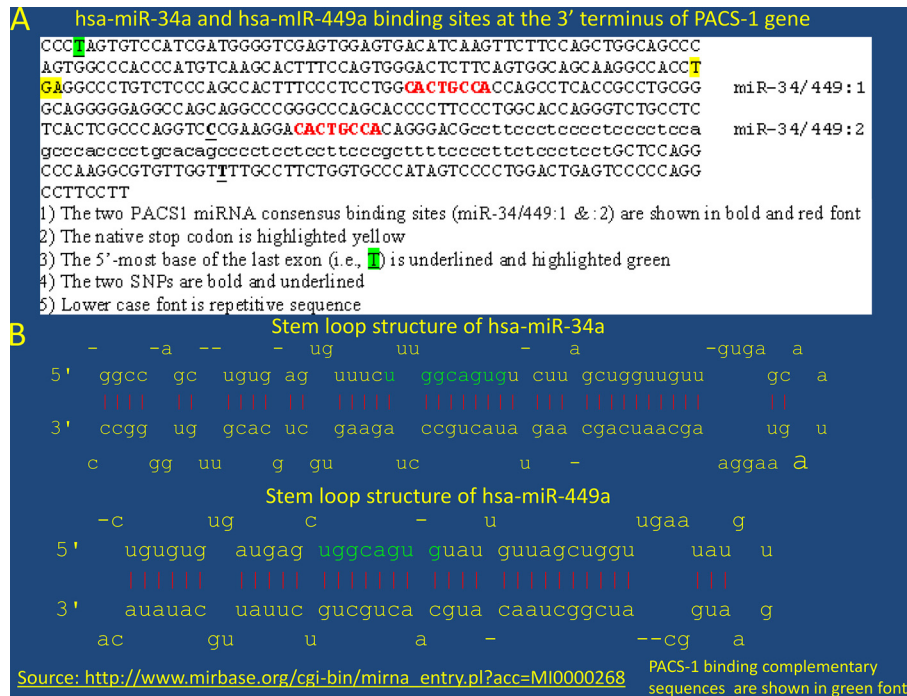 A
hsa-miR-34a and hsa-mIR-449a binding sites at the 3' terminus of PACS-1 gene
CCCTAGTGTCCATCGATGGGGTCGAGTGGAGTGACATCAAGTTCTTCCAGCTGGCAGCCC
AGTGGCCCACCCATGTCAAGCACTTTCCAGTGGGACTCTTCAGTGGCAGCAAGGCCACCT
GAGGCCCTGTCTCCCAGCCACTTTCCCTCCTGGCACTGCCACCAGCCTCACCGCCTGCGG miR-34/449:1
GCAGGGGGAGGCCAGCAGGCCCGGGCCCAGCACCCCTTCCCTGGCACCAGGGTCTGCCTC
TCACTCGCCCAGGTCCCGAAGGACACTGCCACAGGGACGccttccctccctcccctcca miR-34/449:2
gcccacccctgcacagcccctcctccttcccgcttttcccccttcctcctcctGCTCCAGG
CCCAAGGCGTGTTGGTTTTGCCTTCTGGTGCCCATAGTCCCCTGGACTGAGTCCCCCAGG
CCTTCCTT
1) The two PACS1 miRNA consensus binding sites (miR-34/449:1 &:2) are shown in bold and red font
2) The native stop codon is highlighted yellow
3) The 5'-most base of the last exon (i.e., T) is underlined and highlighted green
4) The two SNPs are bold and underlined
5) Lower case font is repetitive sequence
B
Stem loop structure of hsa-miR-34a
- -a -- - ug uu - a -guga a
5' ggcc gc ugug ag uuucu ggcagugu cuu gcugguuguu gc a
3' ccgg ug gcac uc gaaga ccgucaua gaa cgacuaacga ug u
c gg uu g gu uc u - aggaa a
Stem loop structure of hsa-miR-449a
-c ug c - u ugaa g
5' ugugug augag uggcagu guau guuagcuggu uau u
3' auauac uauuc gucguca cgua caaucggcua gua g
ac gu u a - --cg a
Source: http://www.mirbase.org/cgi-bin/mirna_entry.pl?acc=MI0000268
PACS-1 binding complementary
sequences are shown in green font